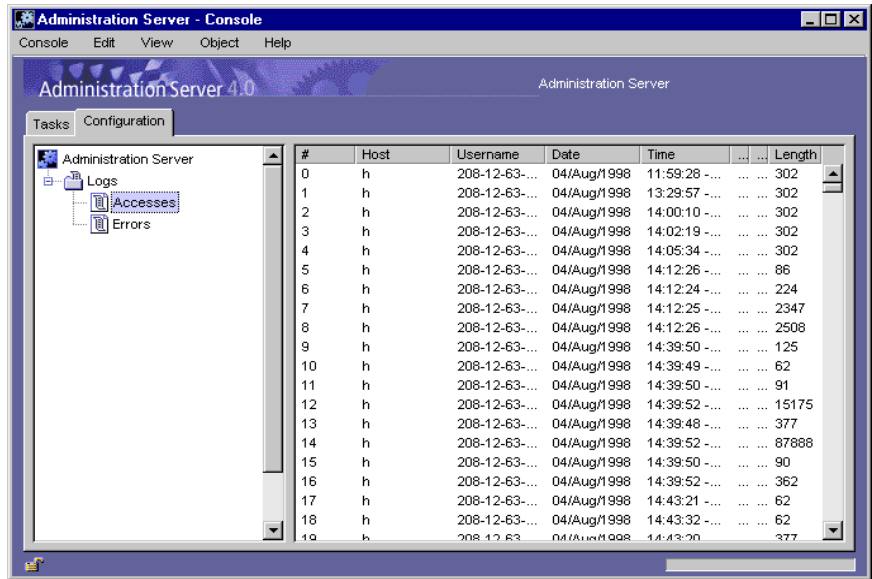 Administration Server - Console
Console Edit View Object Help
Administration Server 4.0 Administration Server
Tasks Configuration
Administration Server
Logs
Accesses
Errors
# Host Username Date Time ... ... Length
0 h 208-12-63-... 04/Aug/1998 11:59:28 -... ... ... 302
1 h 208-12-63-... 04/Aug/1998 13:29:57 -... ... ... 302
2 h 208-12-63-... 04/Aug/1998 14:00:10 -... ... ... 302
3 h 208-12-63-... 04/Aug/1998 14:02:19 -... ... ... 302
4 h 208-12-63-... 04/Aug/1998 14:05:34 -... ... ... 302
5 h 208-12-63-... 04/Aug/1998 14:12:26 -... ... ... 86
6 h 208-12-63-... 04/Aug/1998 14:12:24 -... ... ... 224
7 h 208-12-63-... 04/Aug/1998 14:12:25 -... ... ... 2347
8 h 208-12-63-... 04/Aug/1998 14:12:26 -... ... ... 2508
9 h 208-12-63-... 04/Aug/1998 14:39:50 -... ... ... 125
10 h 208-12-63-... 04/Aug/1998 14:39:49 -... ... ... 62
11 h 208-12-63-... 04/Aug/1998 14:39:50 -... ... ... 91
12 h 208-12-63-... 04/Aug/1998 14:39:52 -... ... ... 15175
13 h 208-12-63-... 04/Aug/1998 14:39:48 -... ... ... 377
14 h 208-12-63-... 04/Aug/1998 14:39:52 -... ... ... 87888
15 h 208-12-63-... 04/Aug/1998 14:39:50 -... ... ... 90
16 h 208-12-63-... 04/Aug/1998 14:39:52 -... ... ... 362
17 h 208-12-63-... 04/Aug/1998 14:43:21 -... ... ... 62
18 h 208-12-63-... 04/Aug/1998 14:43:32 -... ... ... 62
19 h 208-12-63 04/Aug/1998 14:43:20 377